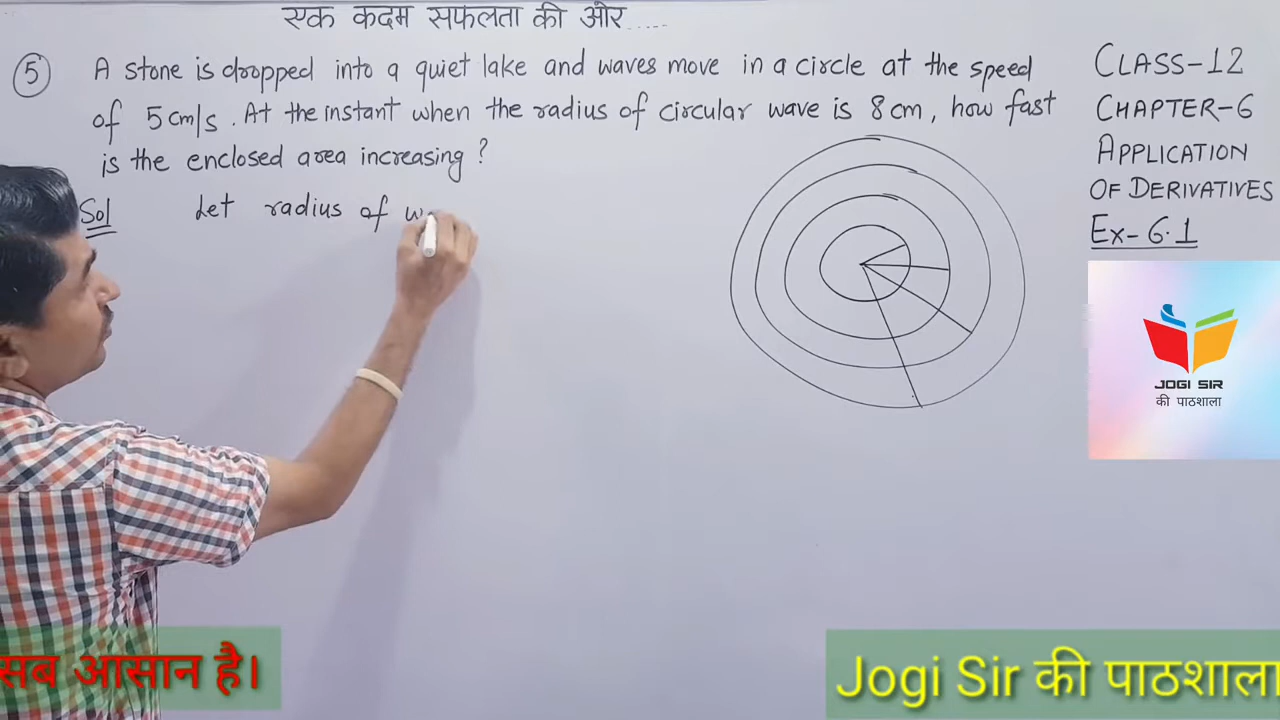 एक कदम सफलता की ओर.....
5 A stone is dropped into a quiet lake and waves move in a circle at the speed
of 5 cm/s. At the instant when the radius of circular wave is 8 cm, how fast
is the enclosed area increasing?
Sol Let radius of w
CLASS-12
CHAPTER-6
APPLICATION
OF DERIVATIVES
Ex-6.1
JOGI SIR
की पाठशाला
सब आसान है।
Jogi Sir की पाठशाला